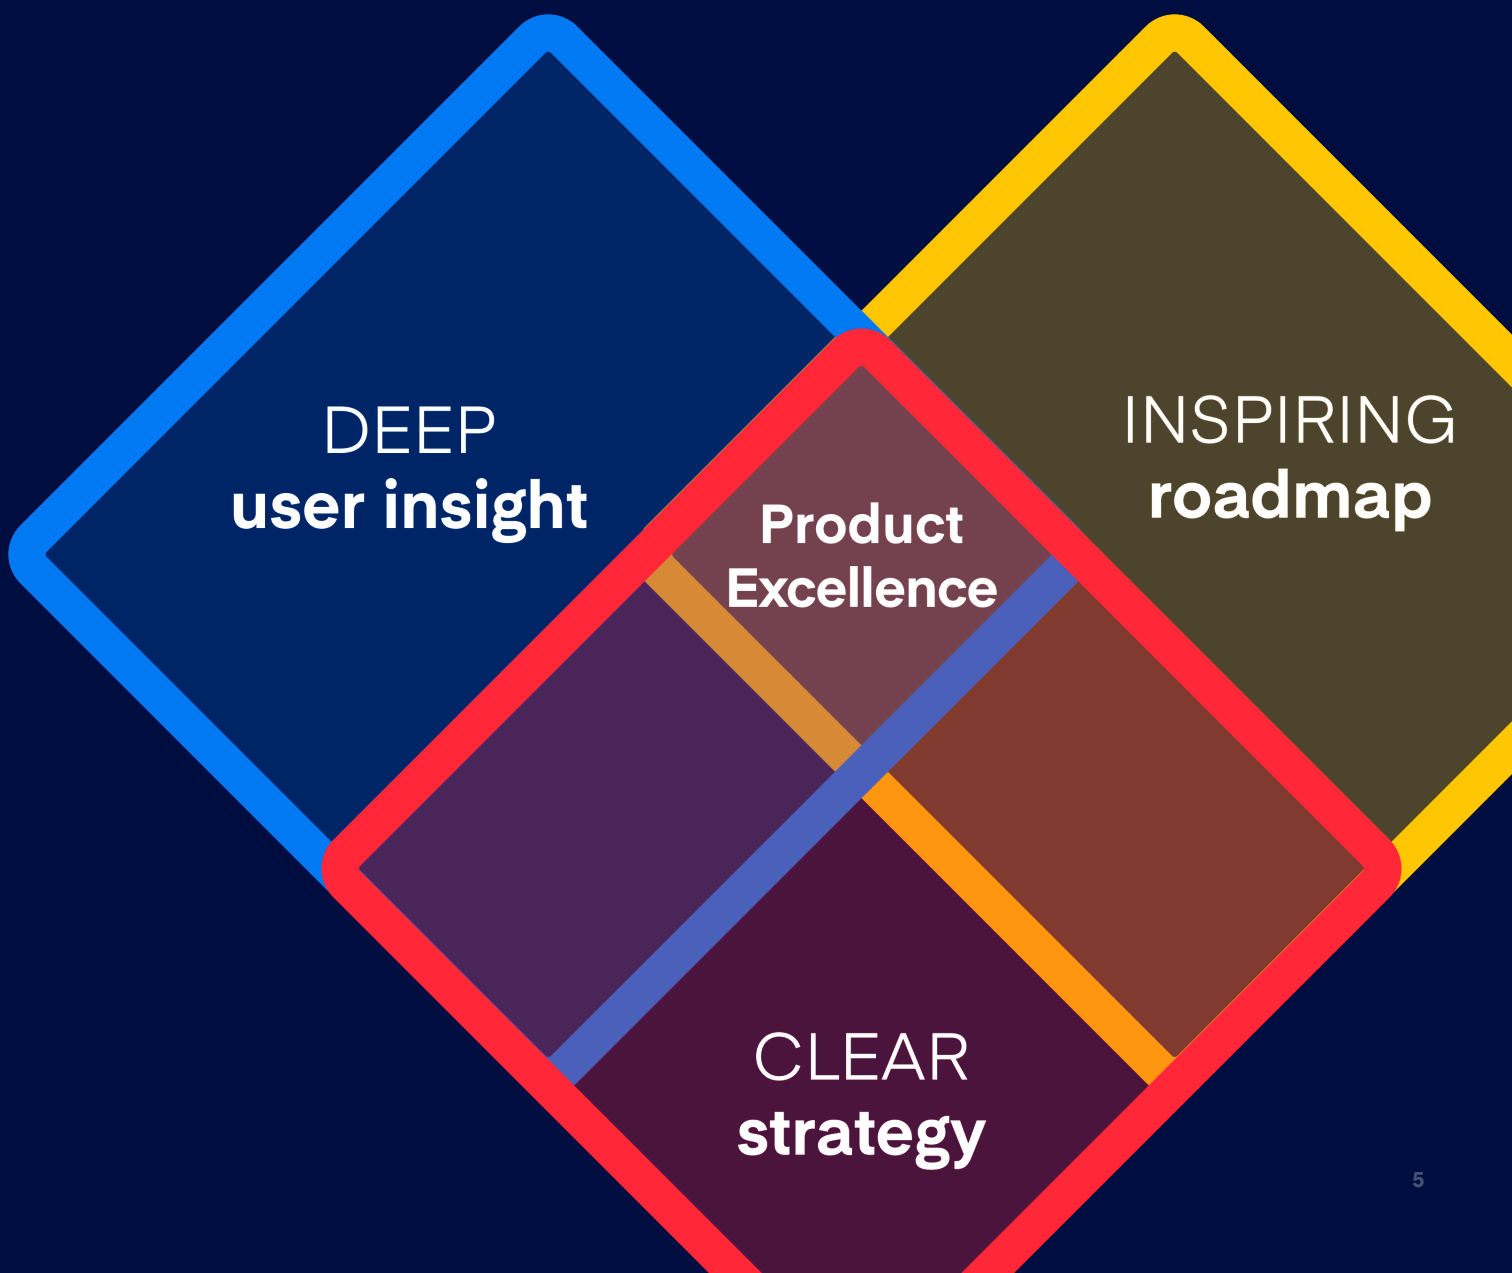 DEEP
user insight
INSPIRING
roadmap
Product
Excellence
CLEAR
strategy
5